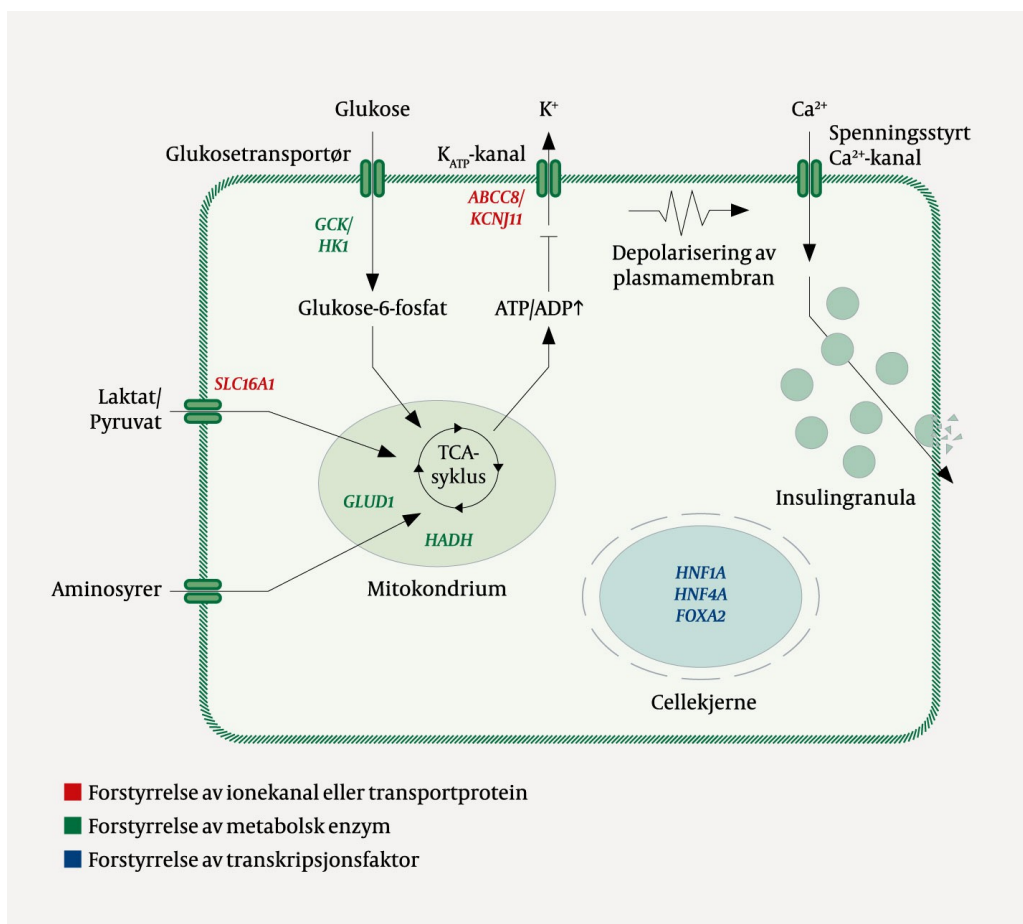 Glukose
K⁺
Ca²⁺
Glukosetransportør
K_ATP-kanal
Spenningsstyrt
Ca²⁺-kanal
ABCC8/
KCNJ11
GCK/
HK1
Depolarisering av
plasmamembran
Glukose-6-fosfat
ATP/ADP↑
SLC16A1
Laktat/
Pyruvat
TCA-
syklus
GLUD1
HADH
Insulingranula
Aminosyrer
Mitokondrium
HNF1A
HNF4A
FOXA2
Cellekjerne
Forstyrrelse av ionekanal eller transportprotein
Forstyrrelse av metabolsk enzym
Forstyrrelse av transkripsjonsfaktor